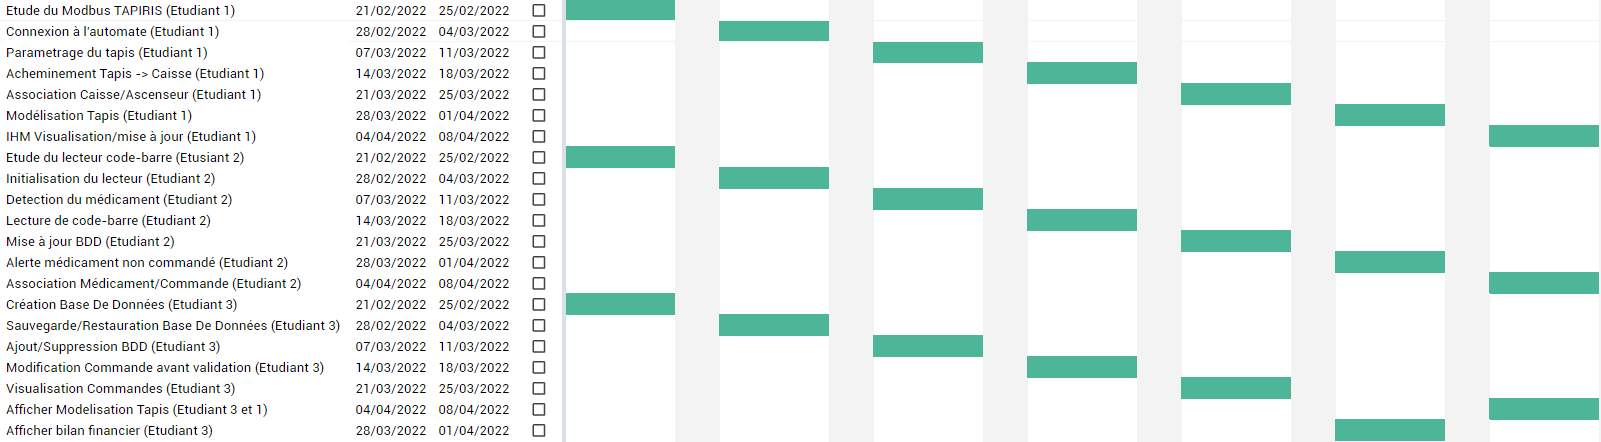 Etude du Modbus TAPIRIS (Etudiant 1) 21/02/2022 25/02/2022
Connexion à l'automate (Etudiant 1) 28/02/2022 04/03/2022
Parametrage du tapis (Etudiant 1) 07/03/2022 11/03/2022
Acheminement Tapis -> Caisse (Etudiant 1) 14/03/2022 18/03/2022
Association Caisse/Ascenseur (Etudiant 1) 21/03/2022 25/03/2022
Modélisation Tapis (Etudiant 1) 28/03/2022 01/04/2022
IHM Visualisation/mise à jour (Etudiant 1) 04/04/2022 08/04/2022
Etude du lecteur code-barre (Etusiant 2) 21/02/2022 25/02/2022
Initialisation du lecteur (Etudiant 2) 28/02/2022 04/03/2022
Detection du médicament (Etudiant 2) 07/03/2022 11/03/2022
Lecture de code-barre (Etudiant 2) 14/03/2022 18/03/2022
Mise à jour BDD (Etudiant 2) 21/03/2022 25/03/2022
Alerte médicament non commandé (Etudiant 2) 28/03/2022 01/04/2022
Association Médicament/Commande (Etudiant 2) 04/04/2022 08/04/2022
Création Base De Données (Etudiant 3) 21/02/2022 25/02/2022
Sauvegarde/Restauration Base De Données (Etudiant 3) 28/02/2022 04/03/2022
Ajout/Suppression BDD (Etudiant 3) 07/03/2022 11/03/2022
Modification Commande avant validation (Etudiant 3) 14/03/2022 18/03/2022
Visualisation Commandes (Etudiant 3) 21/03/2022 25/03/2022
Afficher Modelisation Tapis (Etudiant 3 et 1) 04/04/2022 08/04/2022
Afficher bilan financier (Etudiant 3) 28/03/2022 01/04/2022